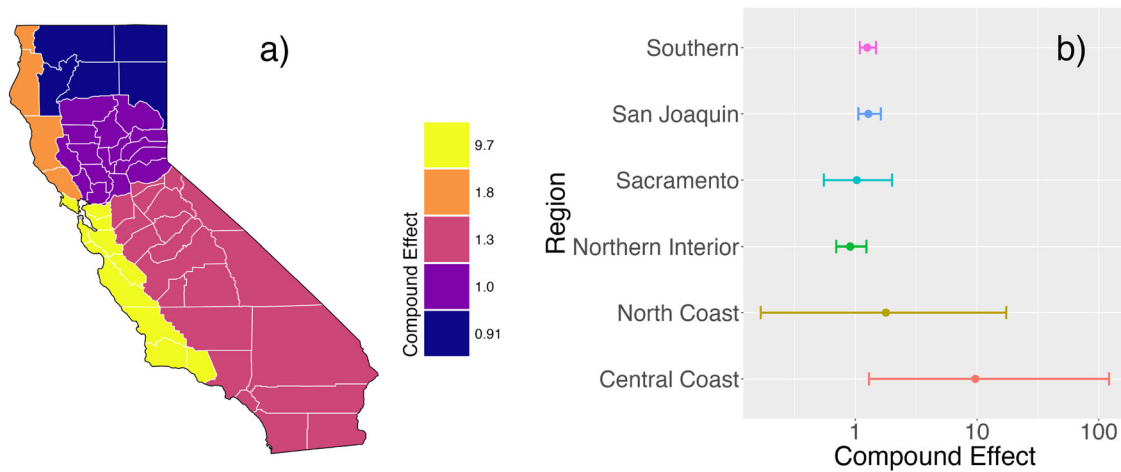 a)
9.7
1.8
1.3
1.0
0.91
Compound Effect
b)
Southern
San Joaquin
Sacramento
Northern Interior
North Coast
Central Coast
Region
1 10 100
Compound Effect